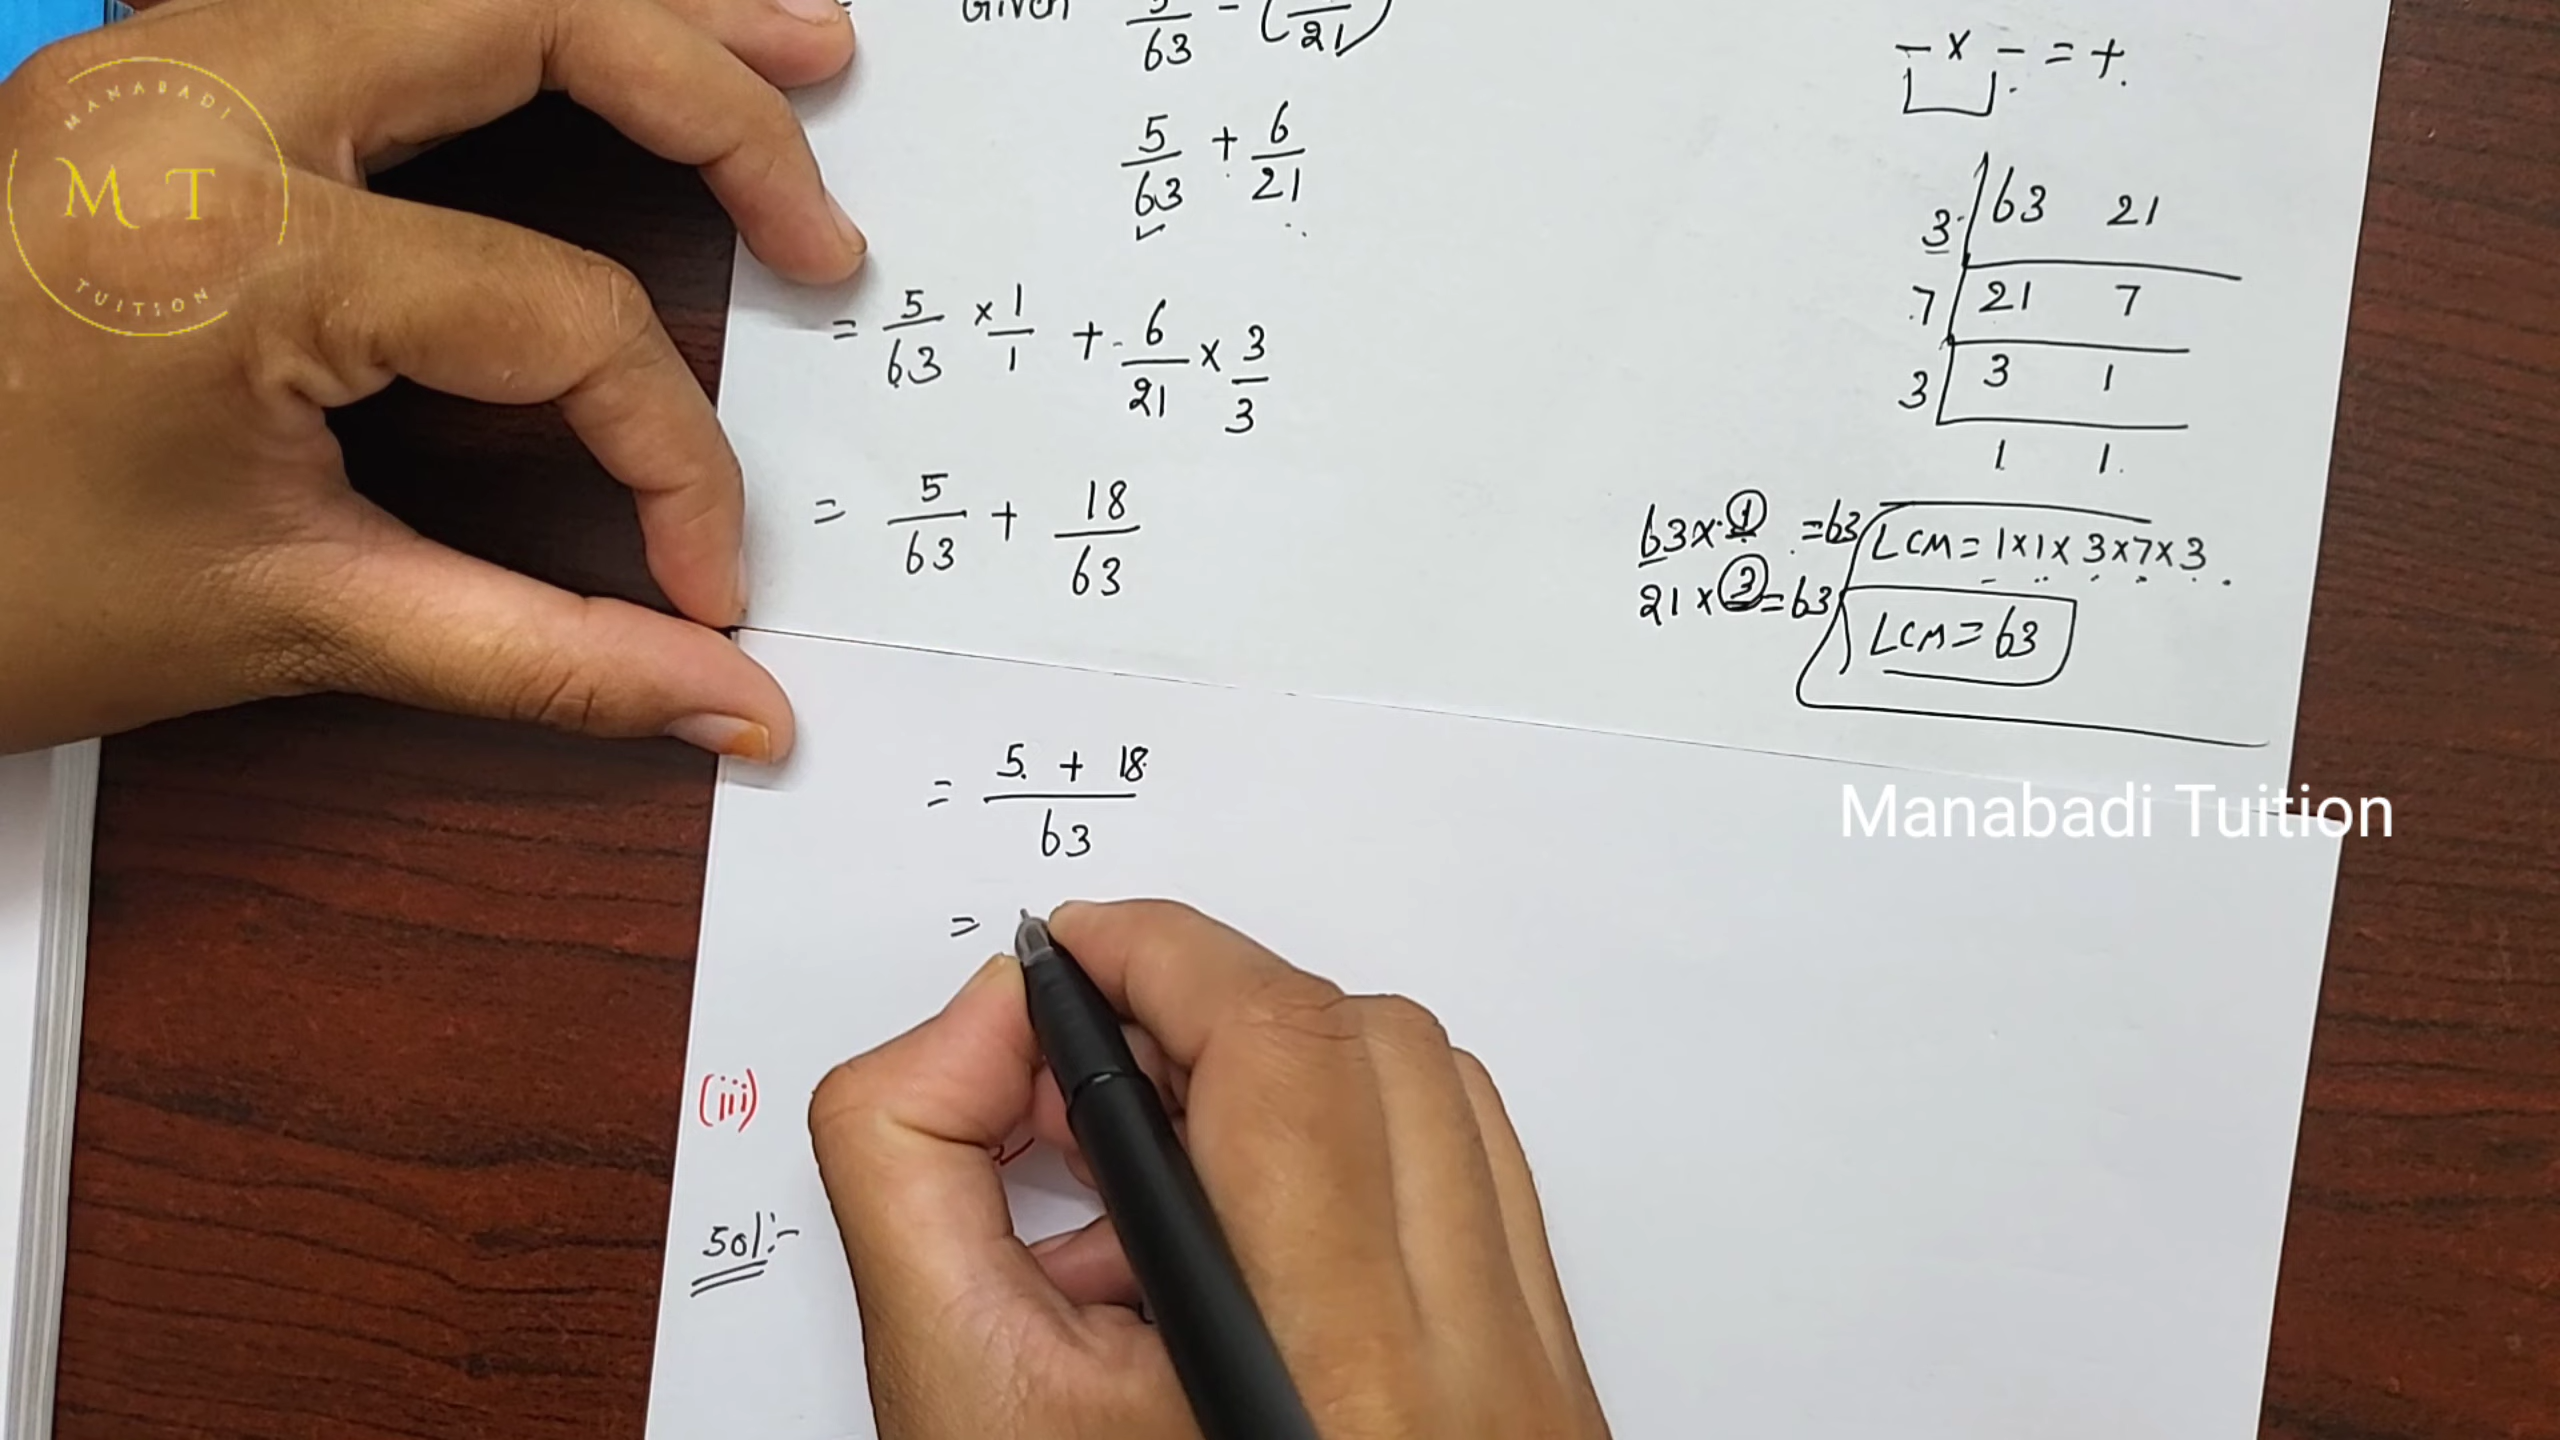 MANABADI
M T
TUITION
Given 5/63 - ( /21)
5/63 + 6/21
= 5/63 × 1/1 + 6/21 × 3/3
= 5/63 + 18/63
- × - = +
3 | 63 21
7 | 21 7
3 | 3 1
1 1
63 × 1 = 63
21 × 3 = 63
LCM = 1×1×3×7×3
LCM = 63
= 5 + 18 / 63
=
Manabadi Tuition
(iii)
Sol:-